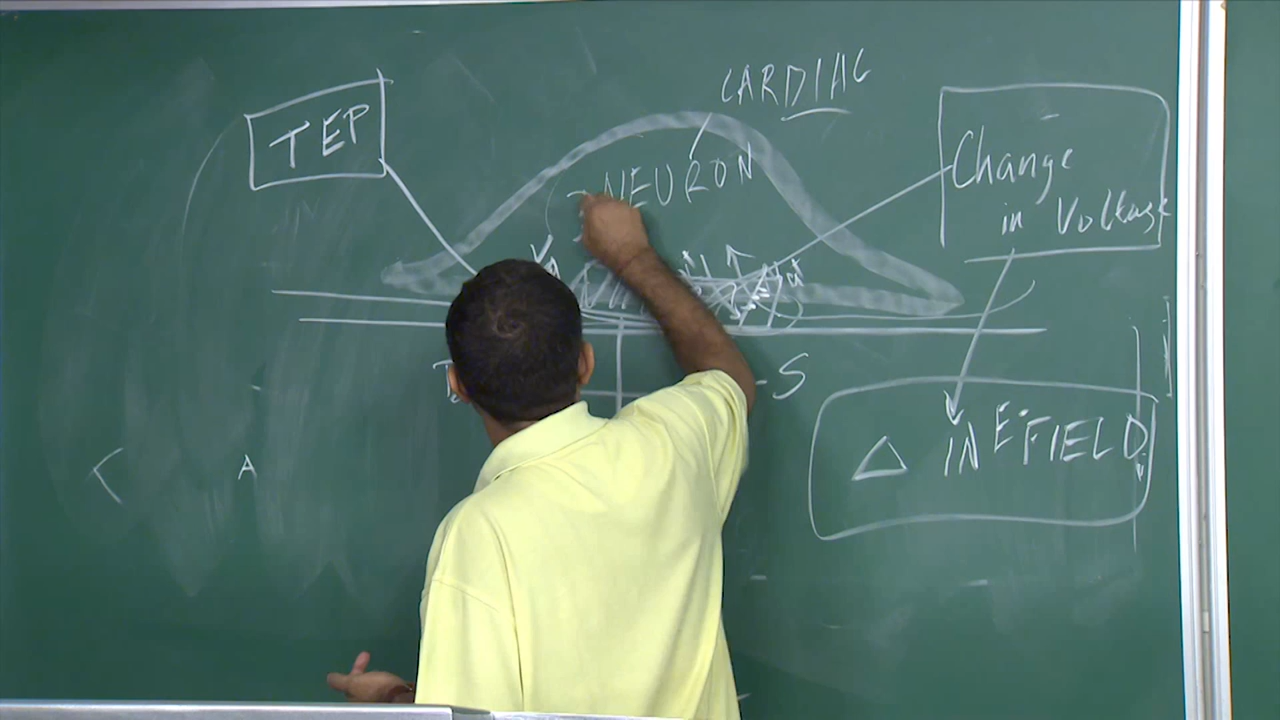 CARDIAC
TEP
NEURON
Change
in Voltage
S
Δ IN E-FIELD
A